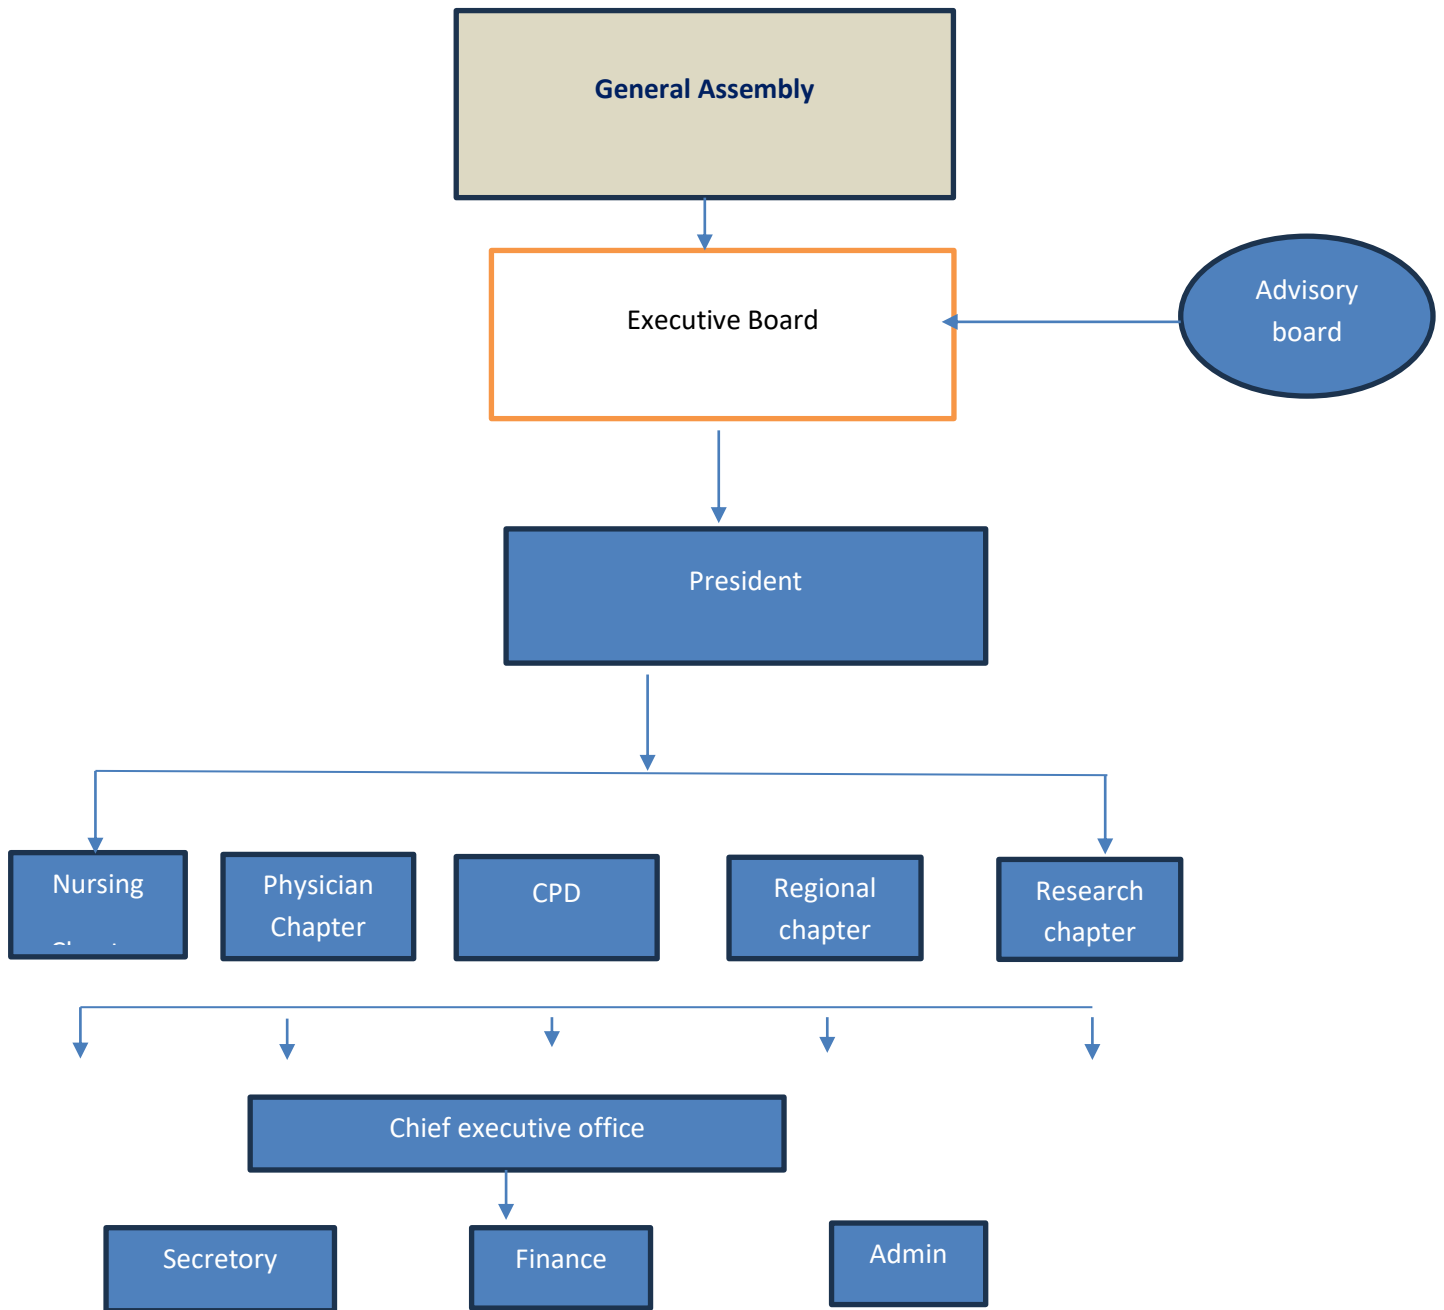 General Assembly
Executive Board
Advisory
board
President
Nursing
Physician
Chapter
CPD
Regional
chapter
Research
chapter
Chief executive office
Secretory
Finance
Admin